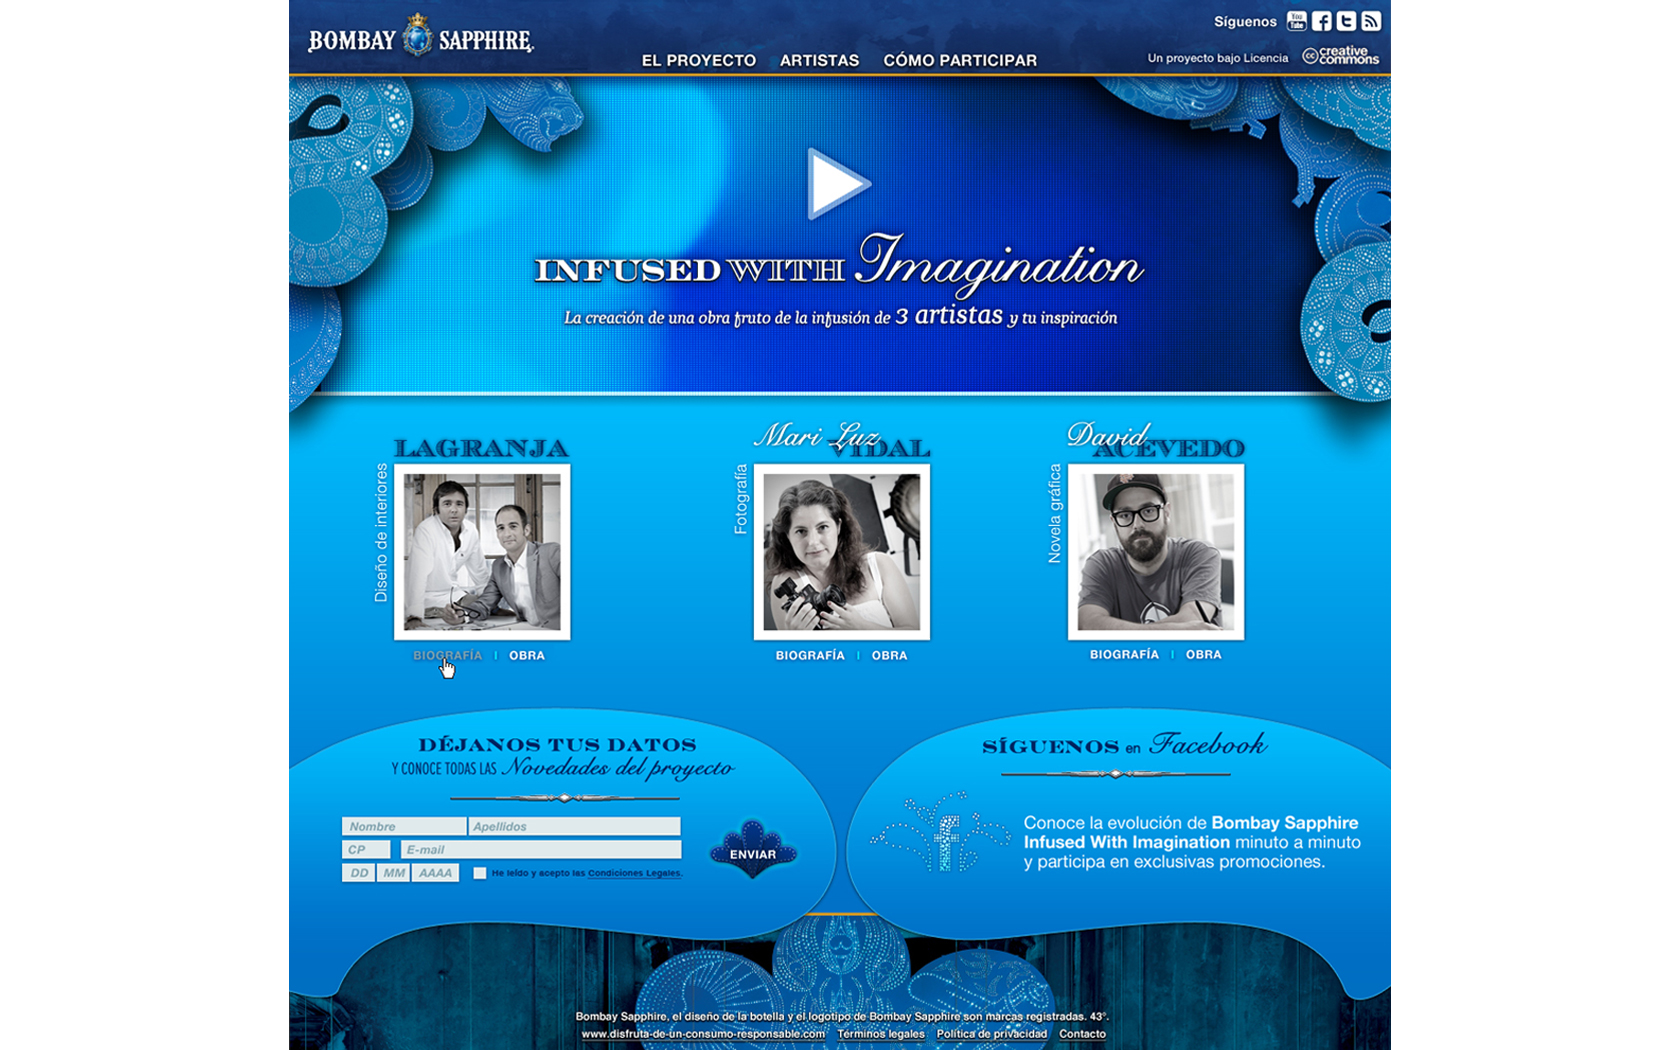 BOMBAY SAPPHIRE
Síguenos
You Tube
EL PROYECTO ARTISTAS CÓMO PARTICIPAR
Un proyecto bajo Licencia cc creative commons
INFUSED WITH Imagination
La creación de una obra fruto de la infusión de 3 artistas y tu inspiración
LAGRANJA
Diseño de interiores
BIOGRAFÍA | OBRA
Mari Luz VIDAL
Fotografía
BIOGRAFÍA | OBRA
David ACEVEDO
Novela gráfica
BIOGRAFÍA | OBRA
DÉJANOS TUS DATOS
Y CONOCE TODAS LAS Novedades del proyecto
Nombre Apellidos
CP E-mail
DD MM AAAA He leído y acepto las Condiciones Legales.
ENVIAR
SÍGUENOS en Facebook
Conoce la evolución de Bombay Sapphire
Infused With Imagination minuto a minuto
y participa en exclusivas promociones.
Bombay Sapphire, el diseño de la botella y el logotipo de Bombay Sapphire son marcas registradas. 43°.
www.disfruta-de-un-consumo-responsable.com Términos legales Política de privacidad Contacto